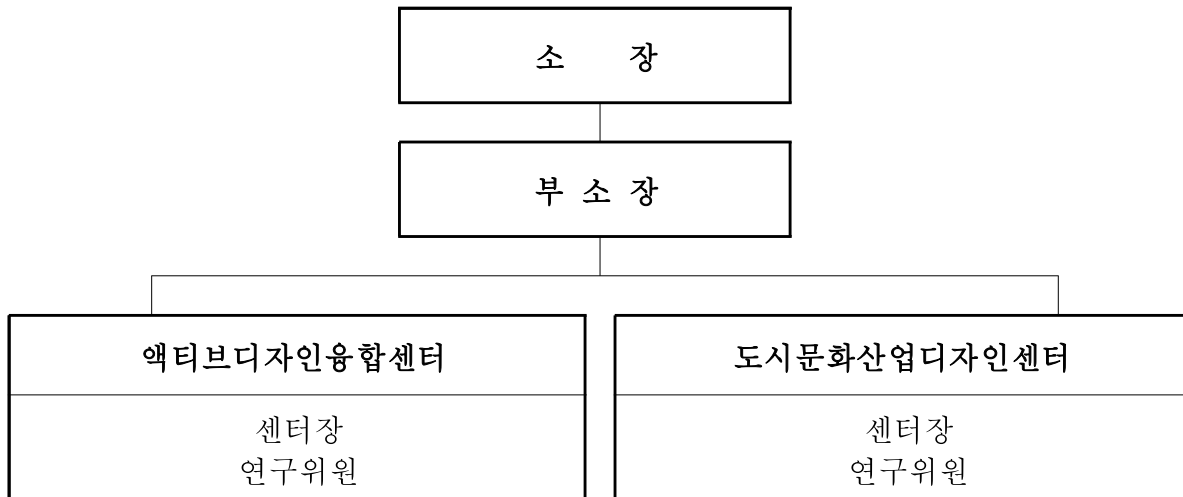 소 장
부 소 장
액티브디자인융합센터
센터장
연구위원
도시문화산업디자인센터
센터장
연구위원